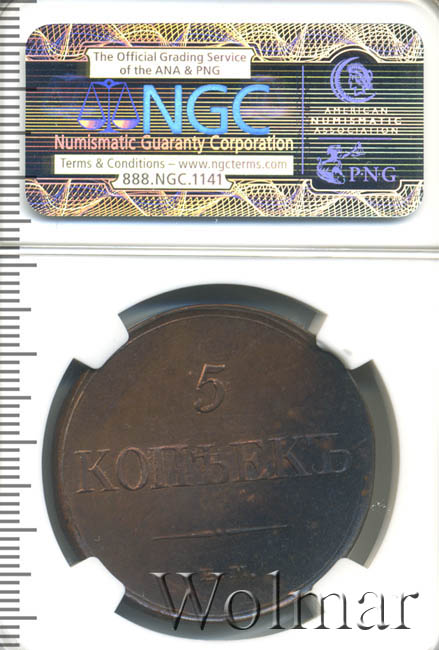 The Official Grading Service
of the ANA & PNG
NGC
Numismatic Guaranty Corporation
Terms & Conditions – www.ngcterms.com
888.NGC.1141
AMERICAN
NUMISMATIC
ASSOCIATION
PNG
5
КОПѢЕКЪ
Wolmar